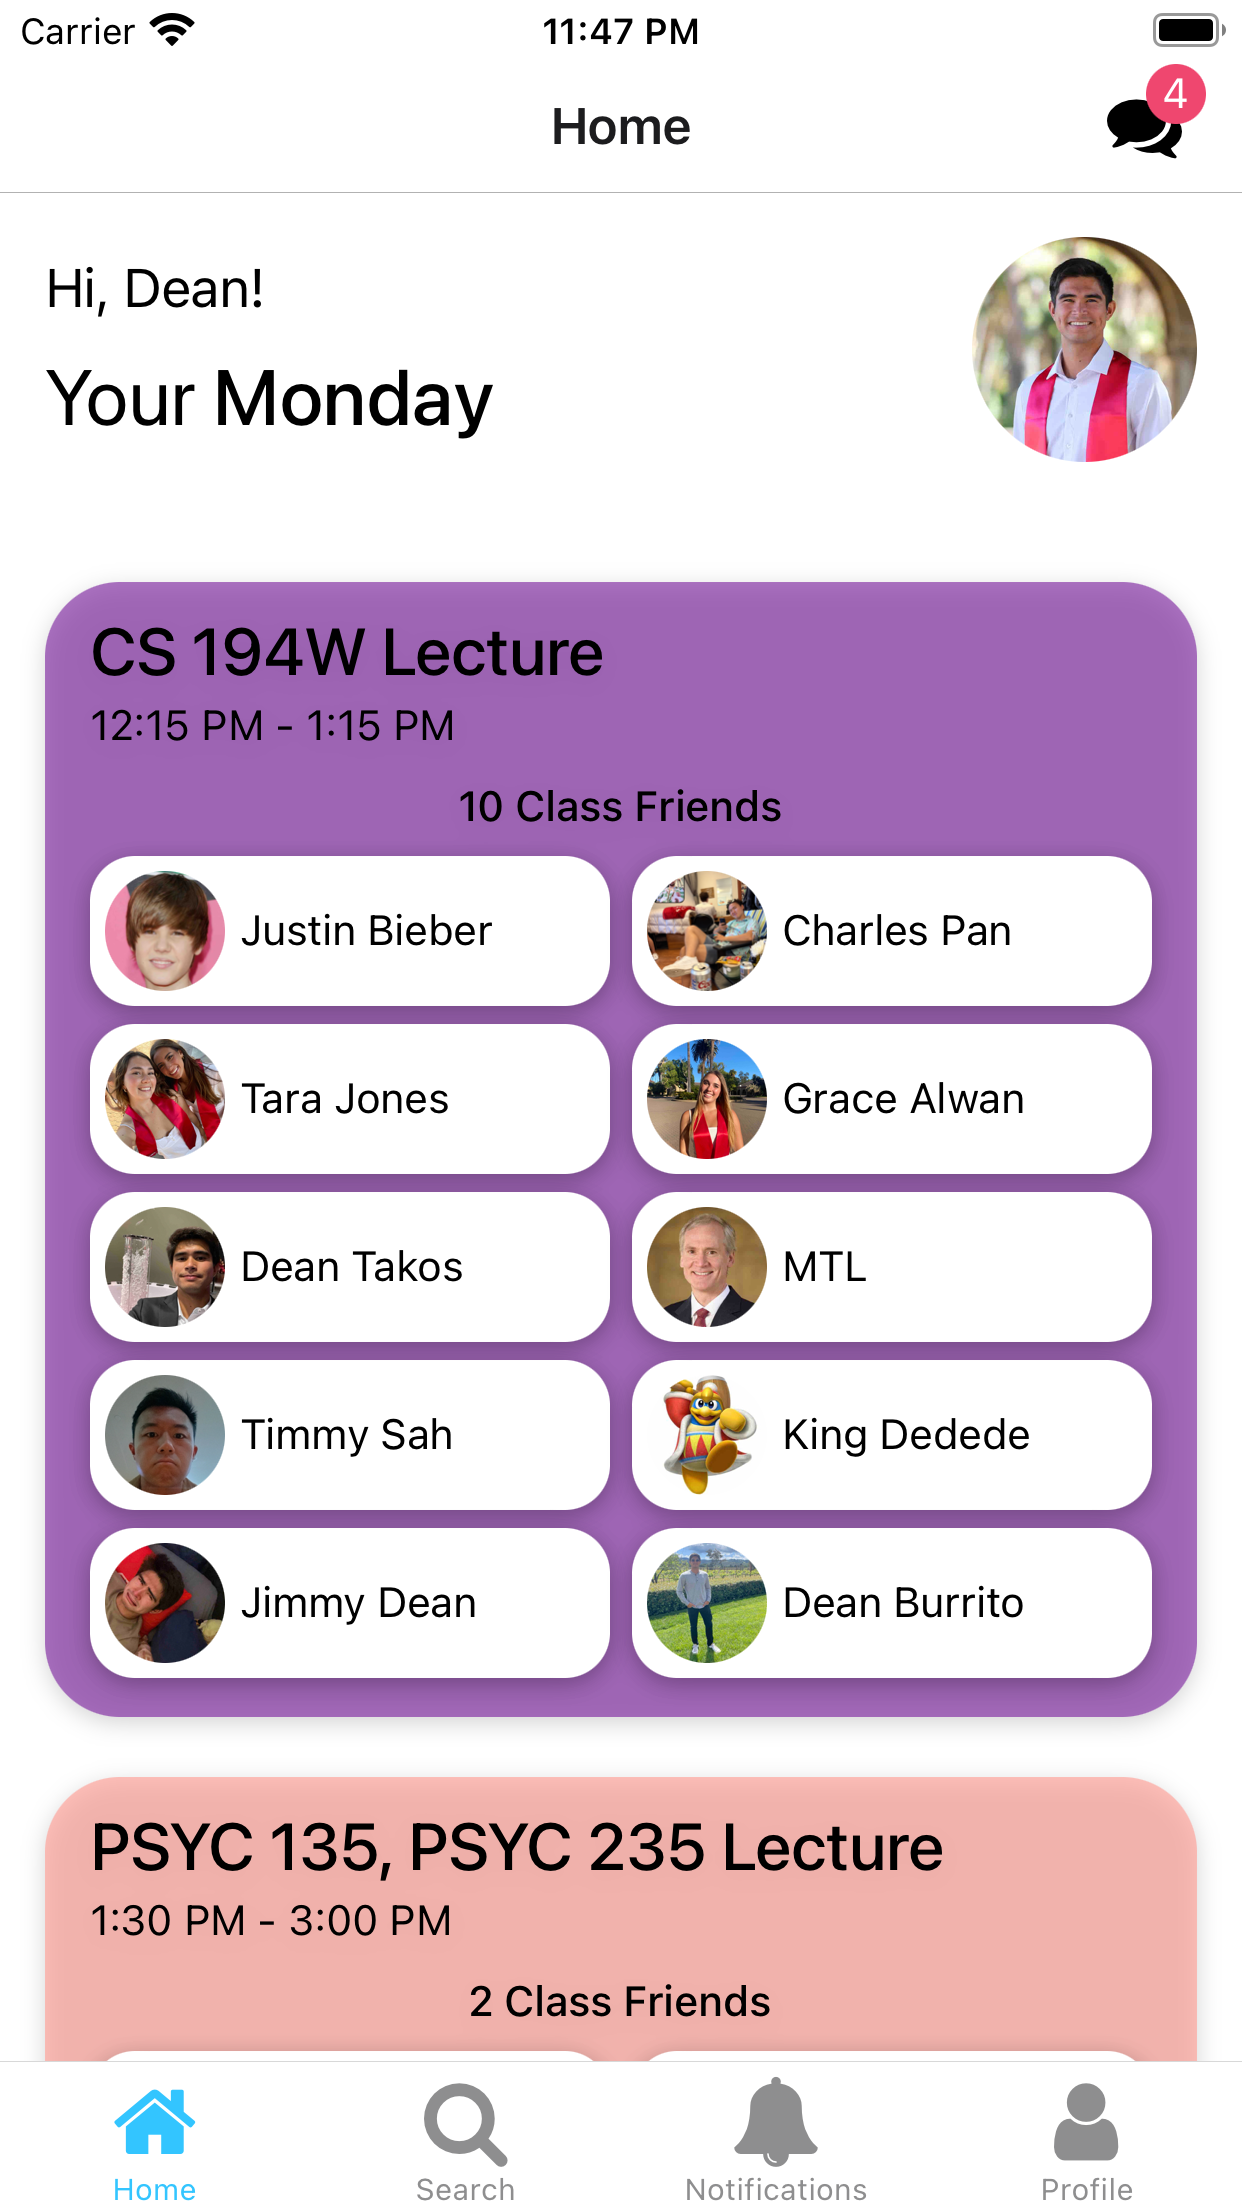 Carrier 11:47 PM
Home 4
Hi, Dean!
Your Monday
CS 194W Lecture
12:15 PM - 1:15 PM
10 Class Friends
Justin Bieber Charles Pan
Tara Jones Grace Alwan
Dean Takos MTL
Timmy Sah King Dedede
Jimmy Dean Dean Burrito
PSYC 135, PSYC 235 Lecture
1:30 PM - 3:00 PM
2 Class Friends
Home Search Notifications Profile